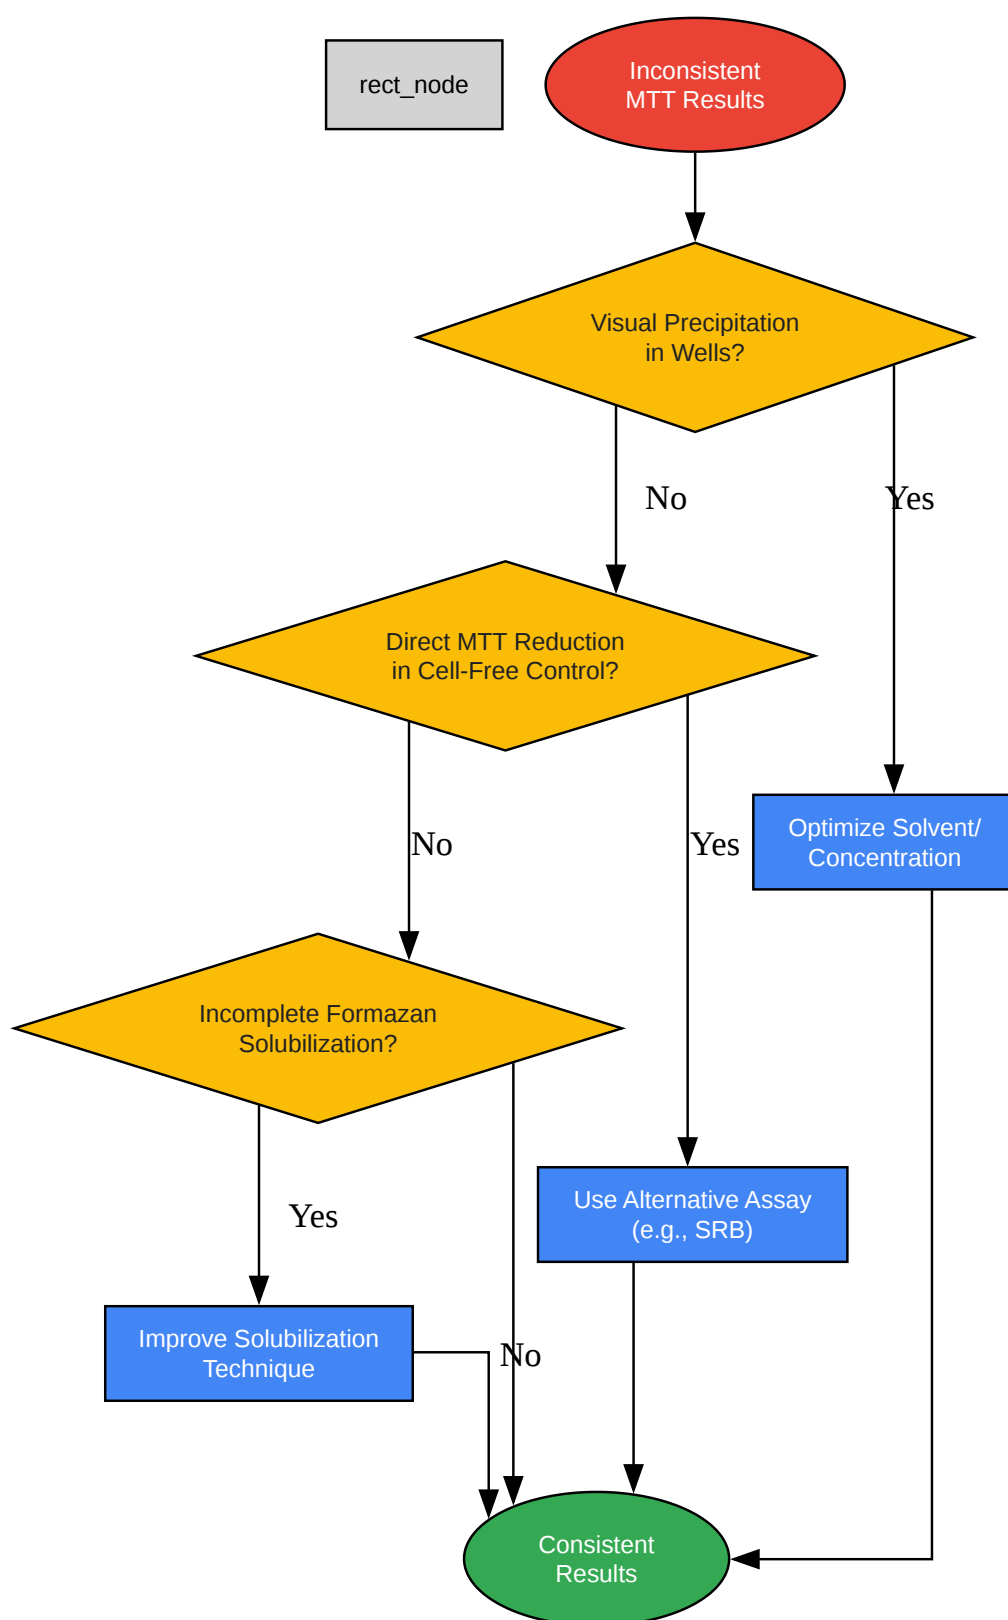 rect_node
Inconsistent
MTT Results
Visual Precipitation
in Wells?
No
Yes
Direct MTT Reduction
in Cell-Free Control?
No
Yes
Optimize Solvent/
Concentration
Incomplete Formazan
Solubilization?
Yes
Use Alternative Assay
(e.g., SRB)
Improve Solubilization
Technique
No
Consistent
Results